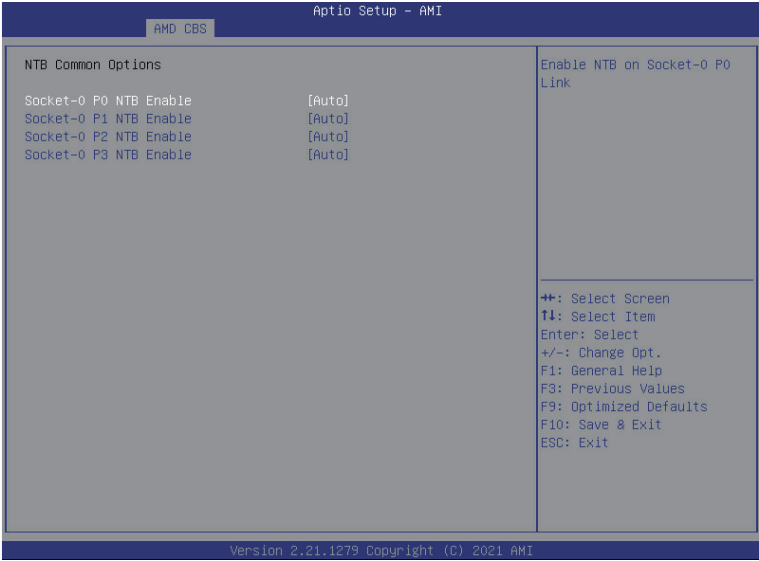 Aptio Setup – AMI
AMD CBS
NTB Common Options
Socket-0 P0 NTB Enable [Auto]
Socket-0 P1 NTB Enable [Auto]
Socket-0 P2 NTB Enable [Auto]
Socket-0 P3 NTB Enable [Auto]
Enable NTB on Socket-0 P0
Link
→←: Select Screen
↑↓: Select Item
Enter: Select
+/-: Change Opt.
F1: General Help
F3: Previous Values
F9: Optimized Defaults
F10: Save & Exit
ESC: Exit
Version 2.21.1279 Copyright (C) 2021 AMI